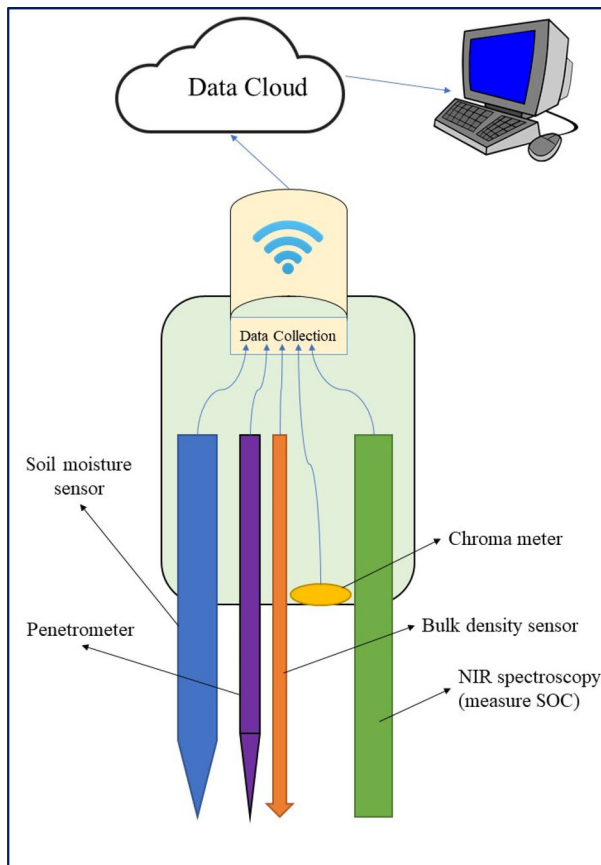 Data Cloud
Data Collection
Soil moisture
sensor
Chroma meter
Penetrometer
Bulk density sensor
NIR spectroscopy
(measure SOC)